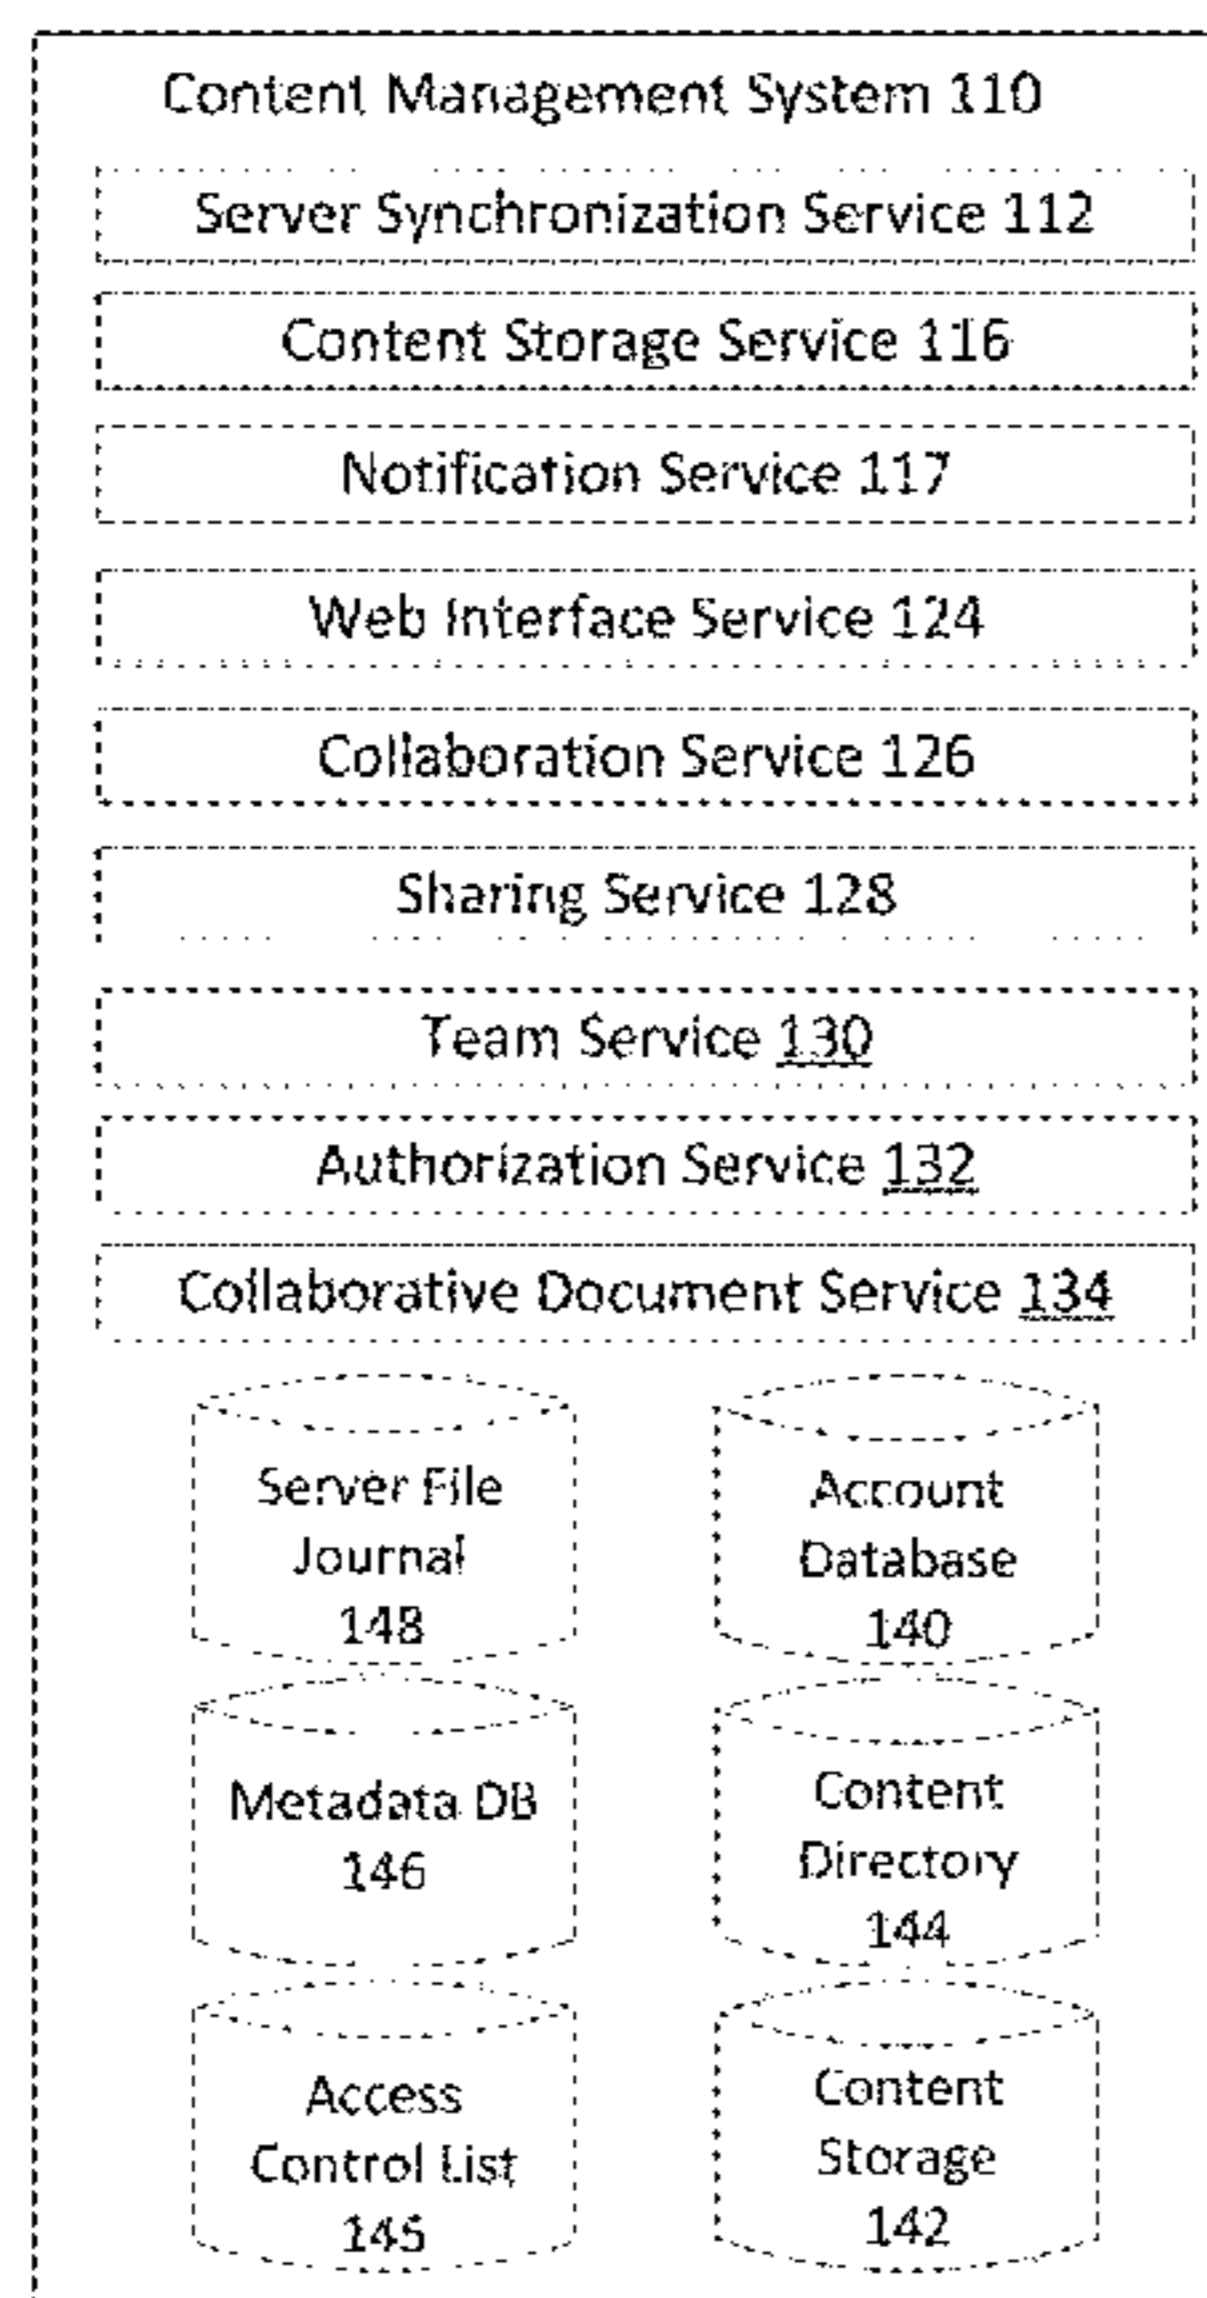 Content Management System 110
Server Synchronization Service 112
Content Storage Service 116
Notification Service 117
Web Interface Service 124
Collaboration Service 126
Sharing Service 128
Team Service 130
Authorization Service 132
Collaborative Document Service 134
Server File
Journal
148
Account
Database
140
Metadata DB
146
Content
Directory
144
Access
Control List
145
Content
Storage
142